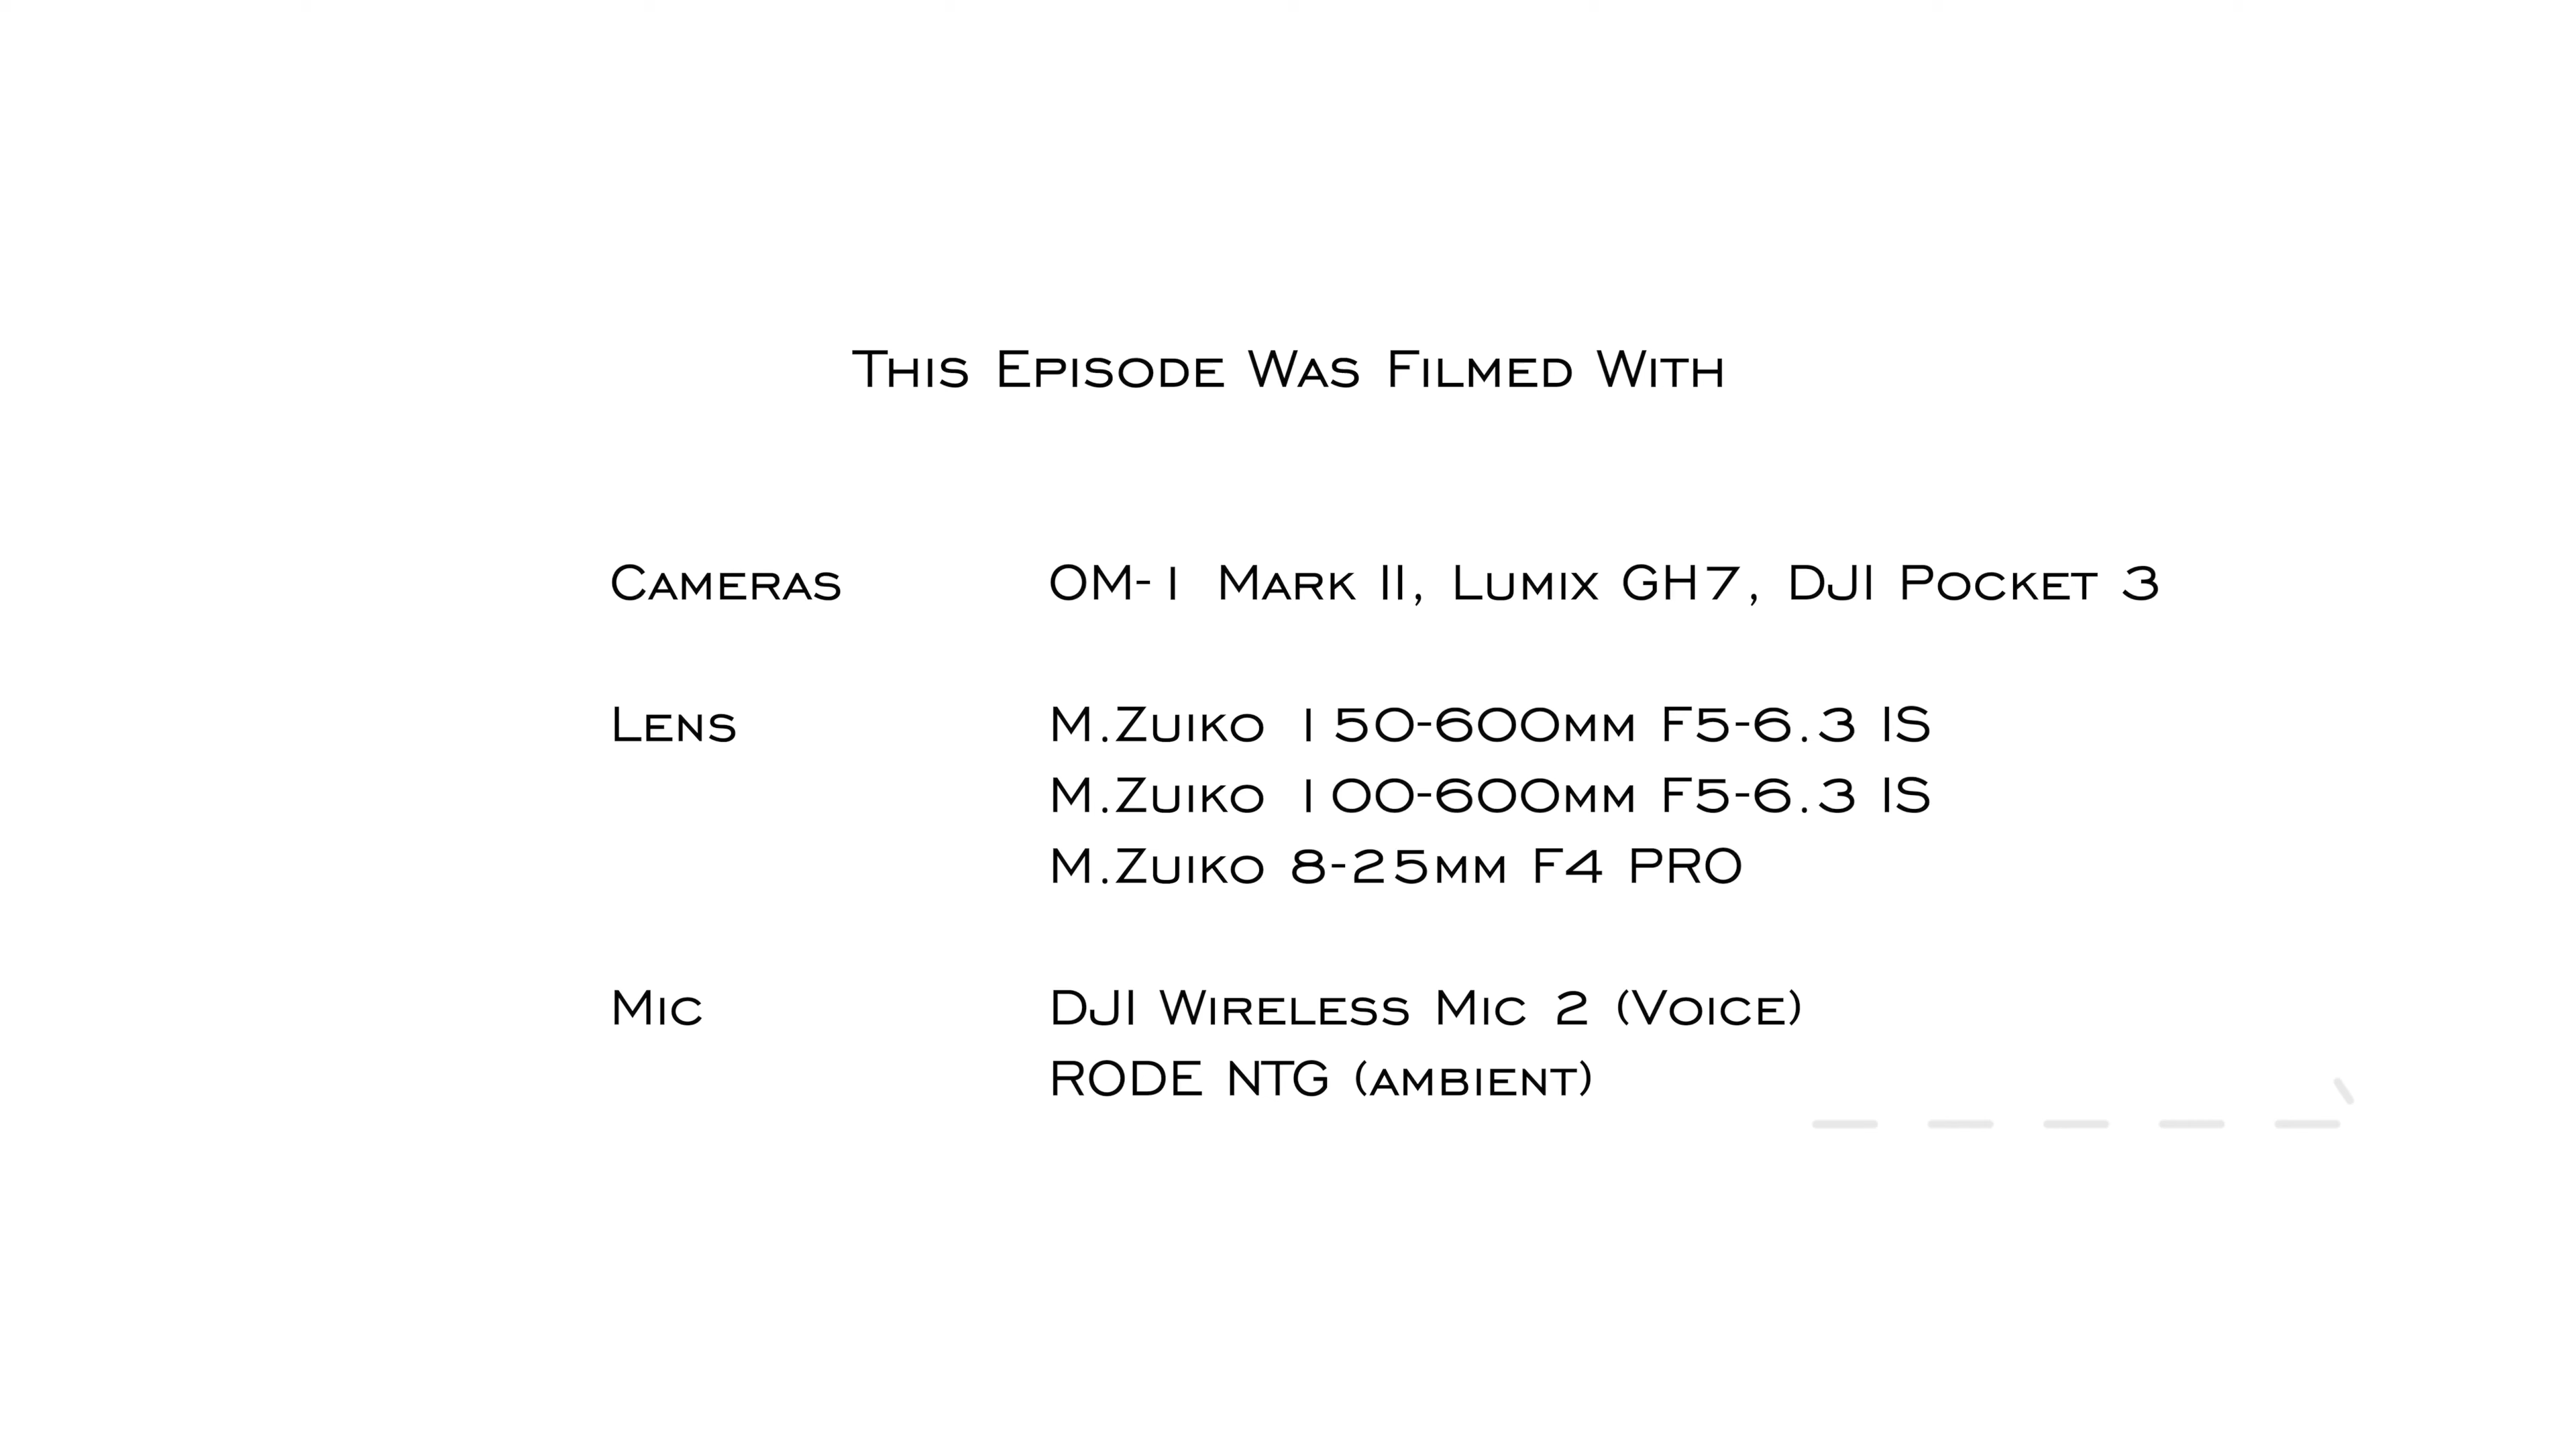 This Episode Was Filmed With
Cameras OM-1 Mark II, Lumix GH7, DJI Pocket 3
Lens M.Zuiko 150-600mm F5-6.3 IS
M.Zuiko 100-600mm F5-6.3 IS
M.Zuiko 8-25mm F4 PRO
Mic DJI Wireless Mic 2 (Voice)
RODE NTG (ambient)